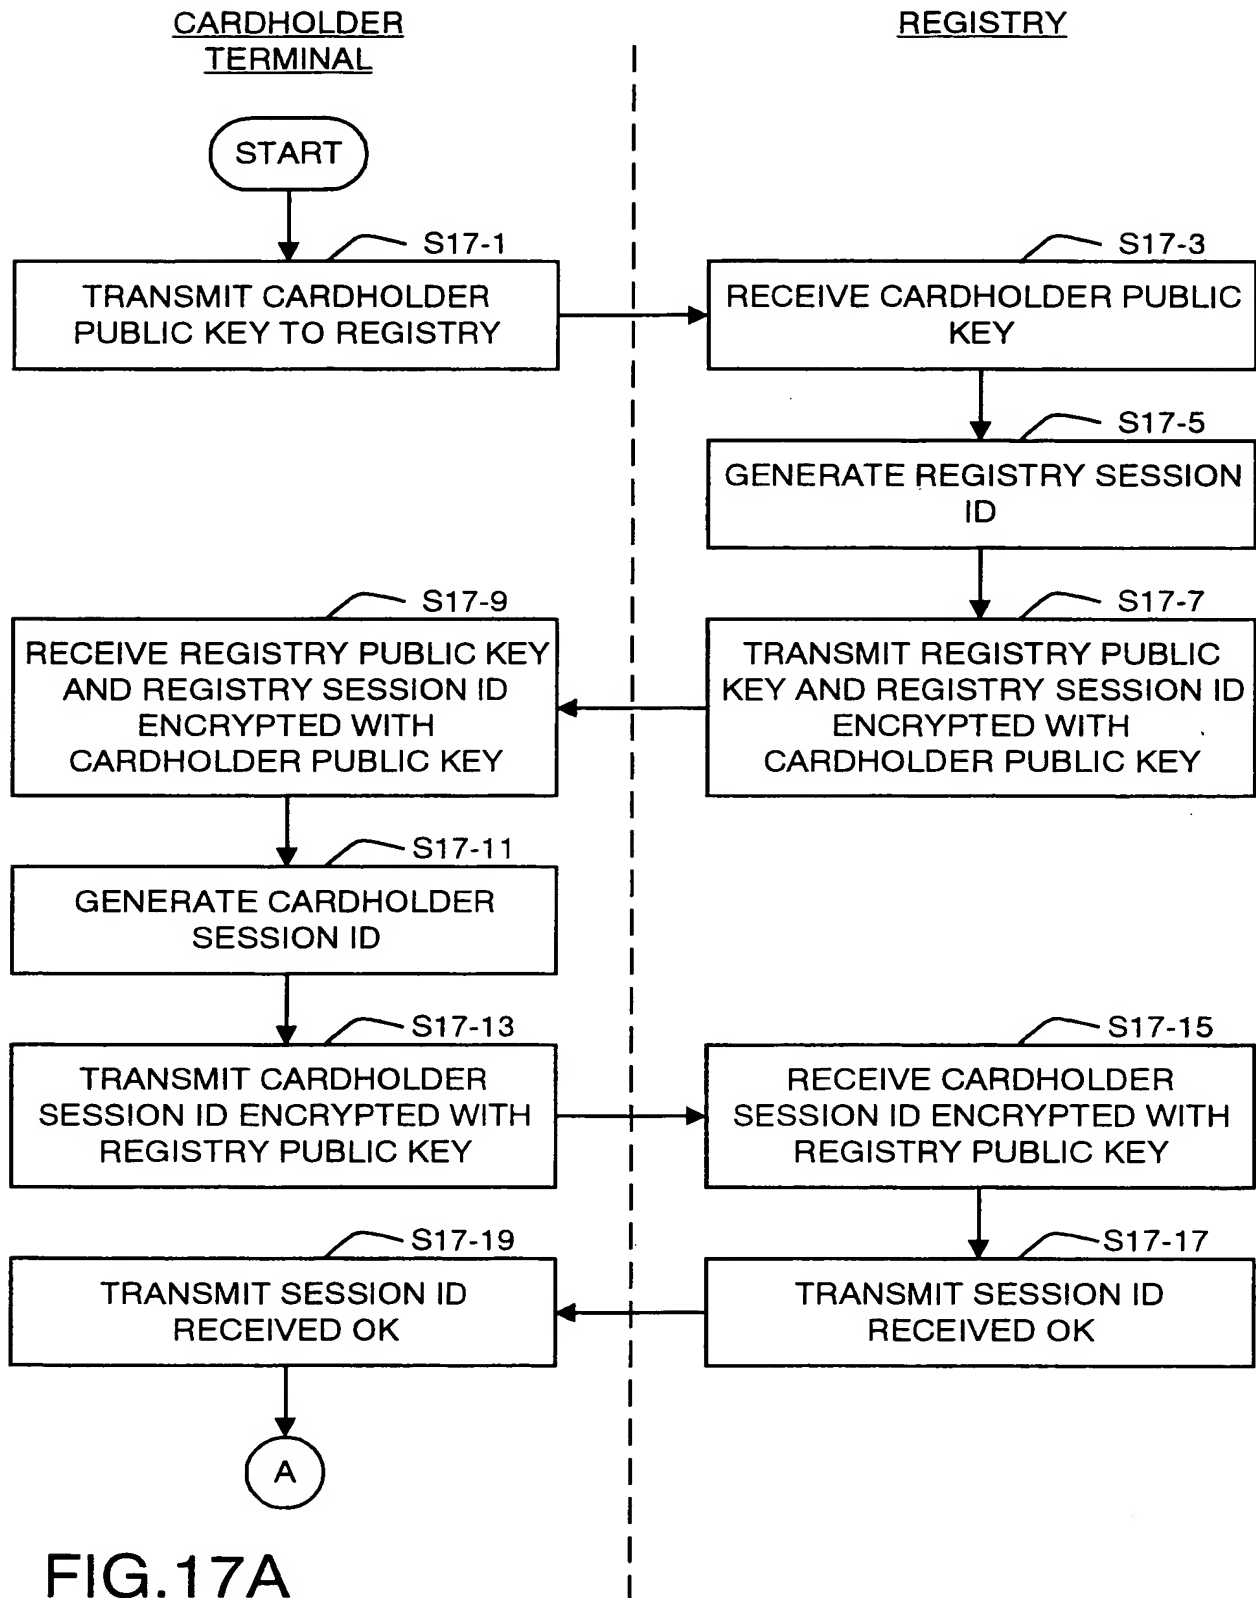 CARDHOLDER
TERMINAL
REGISTRY
START
S17-1
TRANSMIT CARDHOLDER
PUBLIC KEY TO REGISTRY
S17-3
RECEIVE CARDHOLDER PUBLIC
KEY
S17-5
GENERATE REGISTRY SESSION
ID
S17-7
TRANSMIT REGISTRY PUBLIC
KEY AND REGISTRY SESSION ID
ENCRYPTED WITH
CARDHOLDER PUBLIC KEY
S17-9
RECEIVE REGISTRY PUBLIC KEY
AND REGISTRY SESSION ID
ENCRYPTED WITH
CARDHOLDER PUBLIC KEY
S17-11
GENERATE CARDHOLDER
SESSION ID
S17-13
TRANSMIT CARDHOLDER
SESSION ID ENCRYPTED WITH
REGISTRY PUBLIC KEY
S17-15
RECEIVE CARDHOLDER
SESSION ID ENCRYPTED WITH
REGISTRY PUBLIC KEY
S17-17
TRANSMIT SESSION ID
RECEIVED OK
S17-19
TRANSMIT SESSION ID
RECEIVED OK
A
FIG.17A